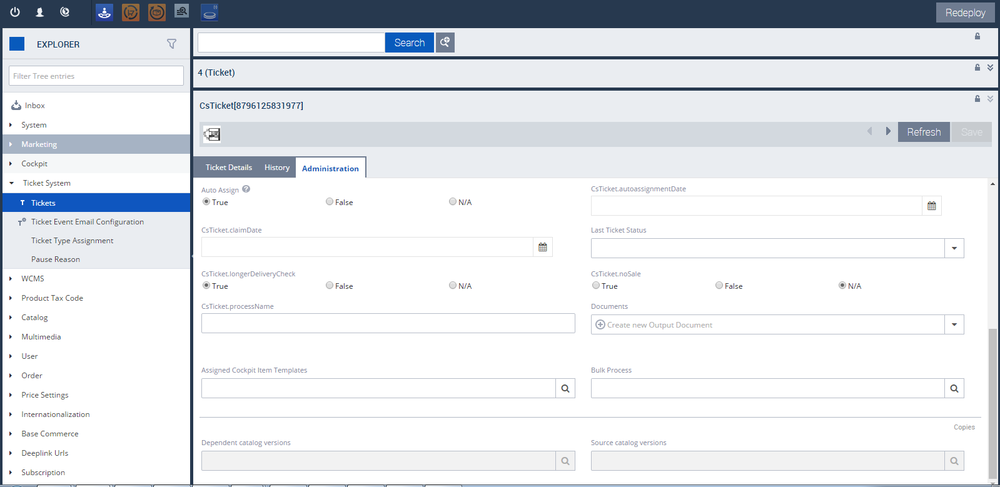 Redeploy
EXPLORER
Filter Tree entries
Inbox
System
Marketing
Cockpit
Ticket System
T Tickets
Ticket Event Email Configuration
Ticket Type Assignment
Pause Reason
WCMS
Product Tax Code
Catalog
Multimedia
User
Order
Price Settings
Internationalization
Base Commerce
Deeplink Urls
Subscription
Search
4 (Ticket)
CsTicket[8796125831977]
Refresh Save
Ticket Details History Administration
Auto Assign ?
True False N/A
CsTicket.autoassignmentDate
CsTicket.claimDate
Last Ticket Status
CsTicket.longerDeliveryCheck
True False N/A
CsTicket.noSale
True False N/A
CsTicket.processName
Documents
Create new Output Document
Assigned Cockpit Item Templates
Bulk Process
Copies
Dependent catalog versions
Source catalog versions